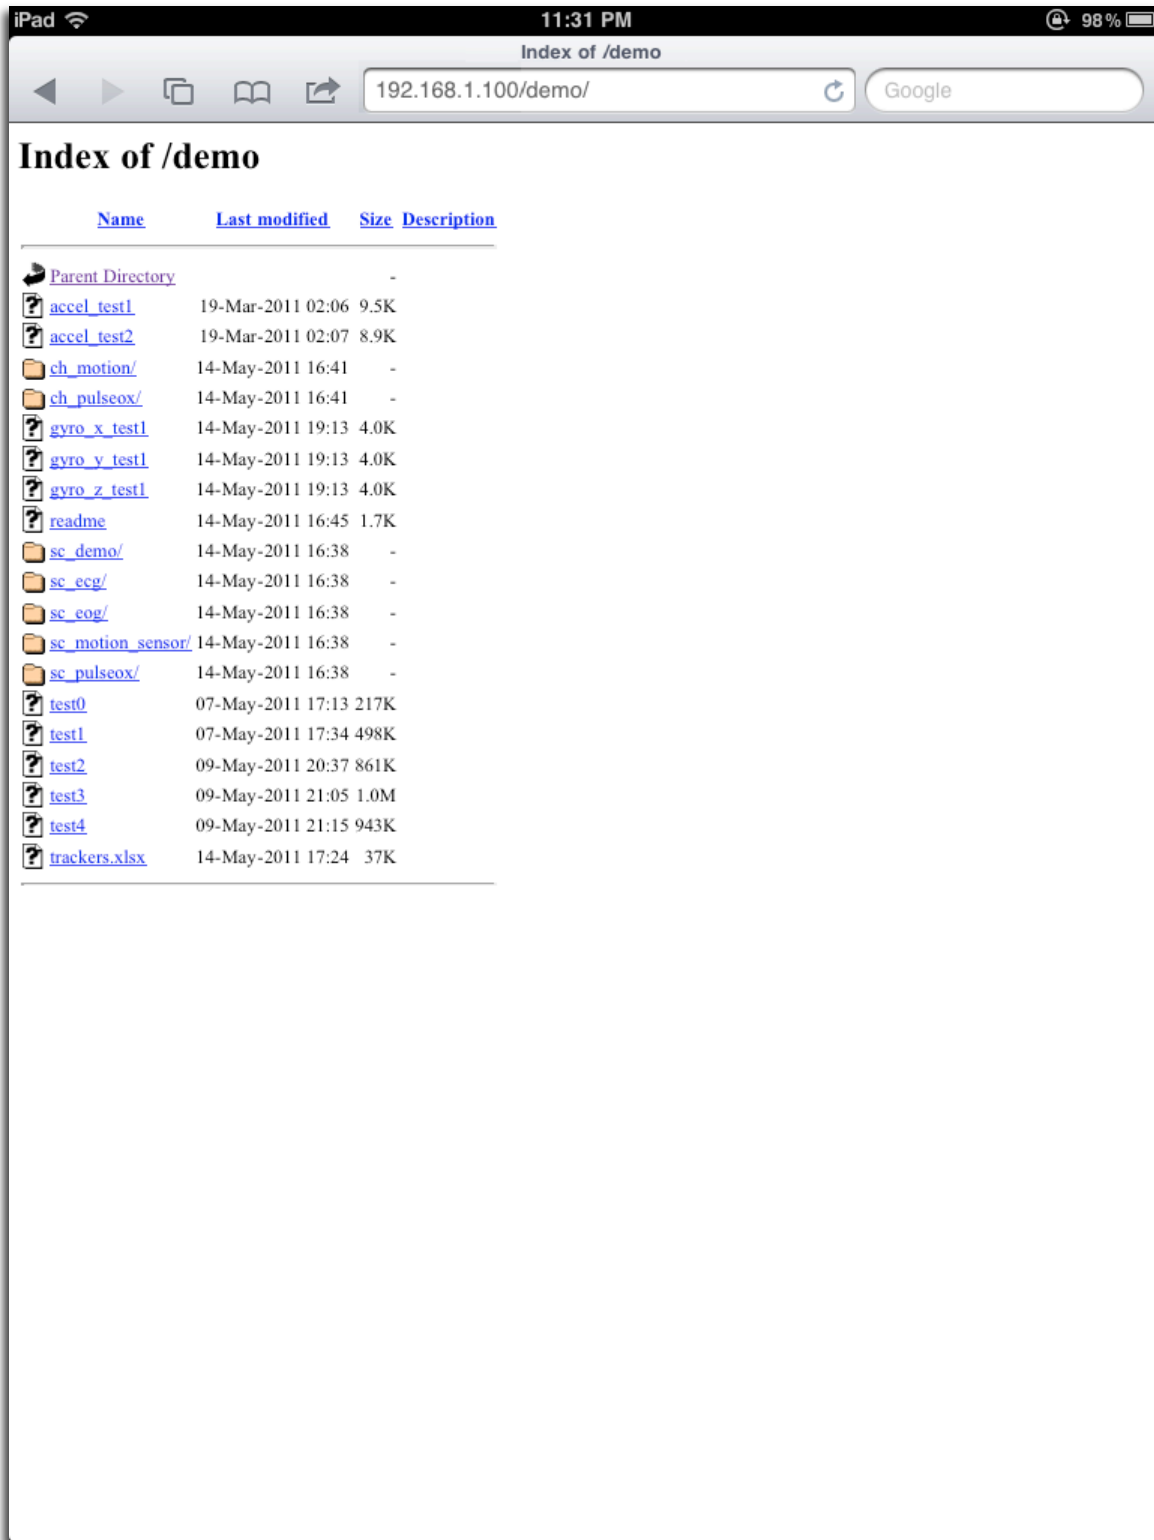 iPad 11:31 PM 98%
Index of /demo
192.168.1.100/demo/ Google
Index of /demo
Name Last modified Size Description
Parent Directory -
accel_test1 19-Mar-2011 02:06 9.5K
accel_test2 19-Mar-2011 02:07 8.9K
ch_motion/ 14-May-2011 16:41 -
ch_pulseox/ 14-May-2011 16:41 -
gyro_x_test1 14-May-2011 19:13 4.0K
gyro_y_test1 14-May-2011 19:13 4.0K
gyro_z_test1 14-May-2011 19:13 4.0K
readme 14-May-2011 16:45 1.7K
sc_demo/ 14-May-2011 16:38 -
sc_ecg/ 14-May-2011 16:38 -
sc_eog/ 14-May-2011 16:38 -
sc_motion_sensor/ 14-May-2011 16:38 -
sc_pulseox/ 14-May-2011 16:38 -
test0 07-May-2011 17:13 217K
test1 07-May-2011 17:34 498K
test2 09-May-2011 20:37 861K
test3 09-May-2011 21:05 1.0M
test4 09-May-2011 21:15 943K
trackers.xlsx 14-May-2011 17:24 37K